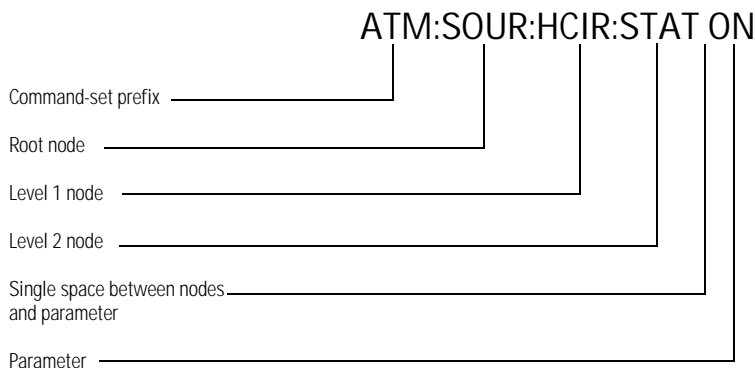 ATM:SOUR:HCIR:STAT ON
Command-set prefix
Root node
Level 1 node
Level 2 node
Single space between nodes
and parameter
Parameter